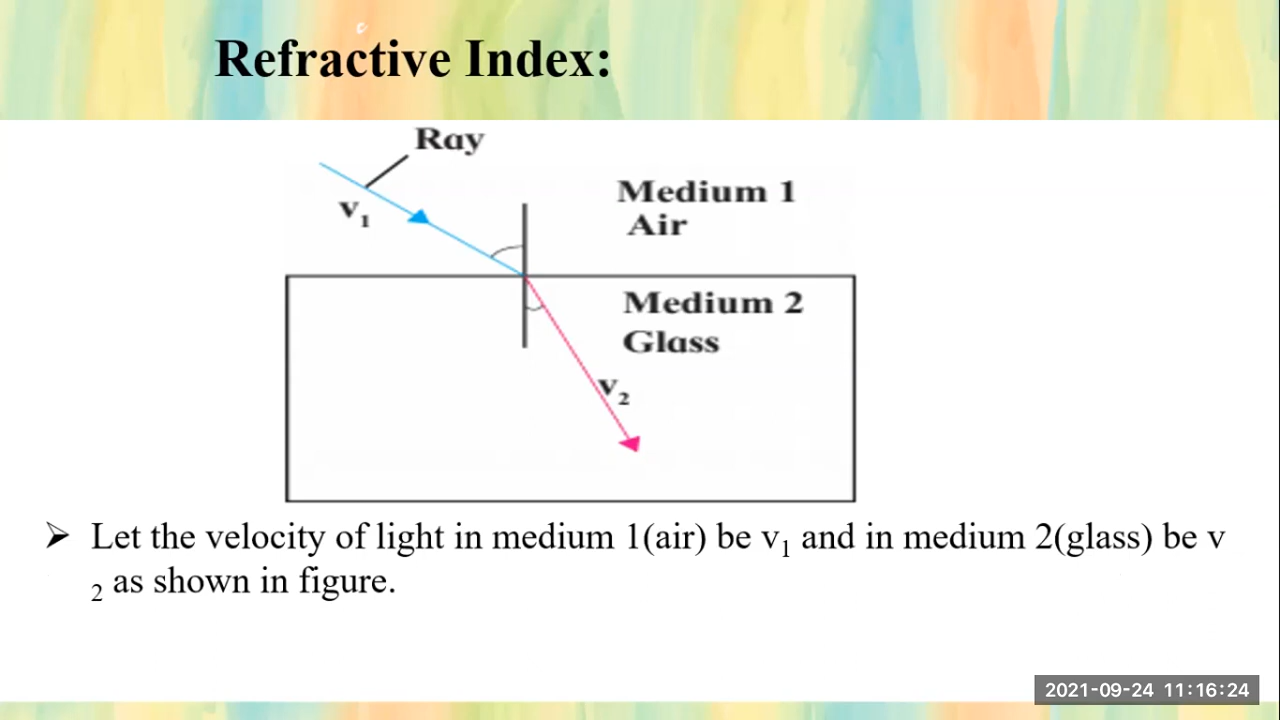 Refractive Index:
Ray
v₁
Medium 1
Air
Medium 2
Glass
v₂
➢ Let the velocity of light in medium 1(air) be v₁ and in medium 2(glass) be v
₂ as shown in figure.
2021-09-24 11:16:24